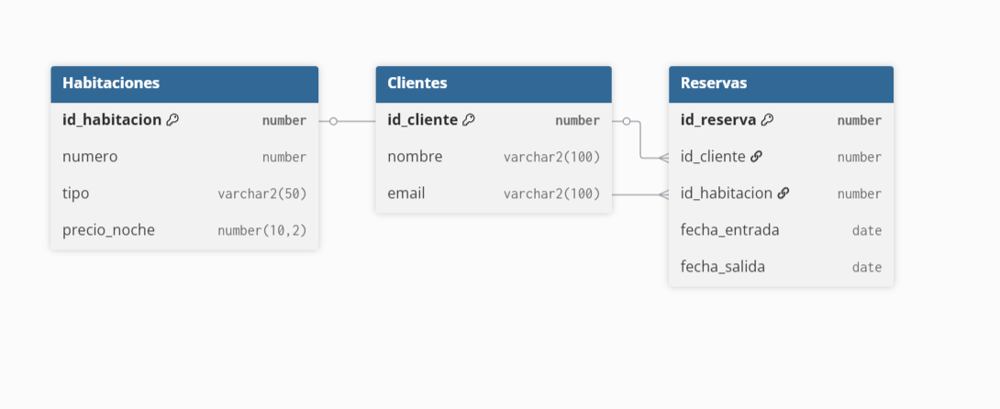 Habitaciones
id_habitacion number
numero number
tipo varchar2(50)
precio_noche number(10,2)
Clientes
id_cliente number
nombre varchar2(100)
email varchar2(100)
Reservas
id_reserva number
id_cliente number
id_habitacion number
fecha_entrada date
fecha_salida date